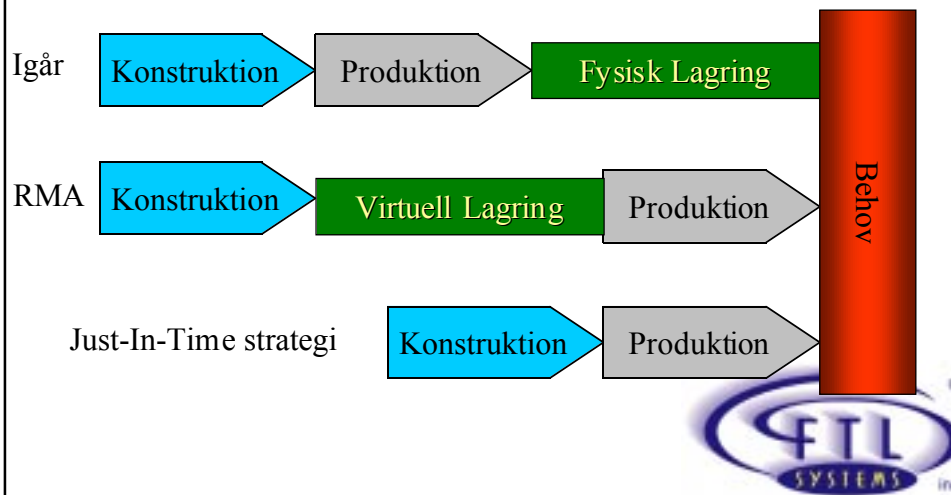 Igår Konstruktion Produktion Fysisk Lagring
Behov
RMA Konstruktion Virtuell Lagring Produktion
Just-In-Time strategi Konstruktion Produktion
FTL
SYSTEMS